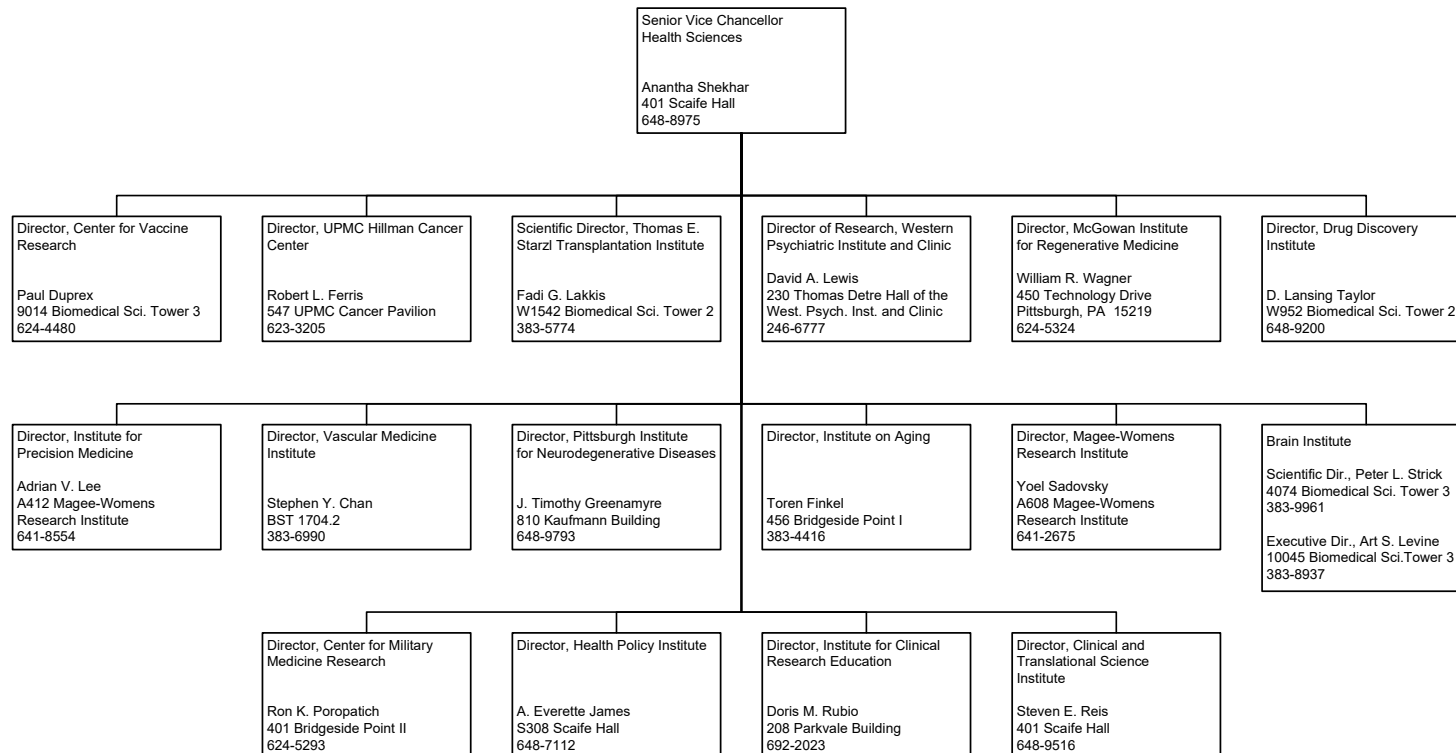 Senior Vice Chancellor
Health Sciences
Anantha Shekhar
401 Scaife Hall
648-8975
Director, Center for Vaccine
Research
Paul Duprex
9014 Biomedical Sci. Tower 3
624-4480
Director, UPMC Hillman Cancer
Center
Robert L. Ferris
547 UPMC Cancer Pavilion
623-3205
Scientific Director, Thomas E.
Starzl Transplantation Institute
Fadi G. Lakkis
W1542 Biomedical Sci. Tower 2
383-5774
Director of Research, Western
Psychiatric Institute and Clinic
David A. Lewis
230 Thomas Detre Hall of the
West. Psych. Inst. and Clinic
246-6777
Director, McGowan Institute
for Regenerative Medicine
William R. Wagner
450 Technology Drive
Pittsburgh, PA  15219
624-5324
Director, Drug Discovery
Institute
D. Lansing Taylor
W952 Biomedical Sci. Tower 2
648-9200
Director, Institute for
Precision Medicine
Adrian V. Lee
A412 Magee-Womens
Research Institute
641-8554
Director, Vascular Medicine
Institute
Stephen Y. Chan
BST 1704.2
383-6990
Director, Pittsburgh Institute
for Neurodegenerative Diseases
J. Timothy Greenamyre
810 Kaufmann Building
648-9793
Director, Institute on Aging
Toren Finkel
456 Bridgeside Point I
383-4416
Director, Magee-Womens
Research Institute
Yoel Sadovsky
A608 Magee-Womens
Research Institute
641-2675
Brain Institute
Scientific Dir., Peter L. Strick
4074 Biomedical Sci. Tower 3
383-9961
Executive Dir., Art S. Levine
10045 Biomedical Sci.Tower 3
383-8937
Director, Center for Military
Medicine Research
Ron K. Poropatich
401 Bridgeside Point II
624-5293
Director, Health Policy Institute
A. Everette James
S308 Scaife Hall
648-7112
Director, Institute for Clinical
Research Education
Doris M. Rubio
208 Parkvale Building
692-2023
Director, Clinical and
Translational Science
Institute
Steven E. Reis
401 Scaife Hall
648-9516